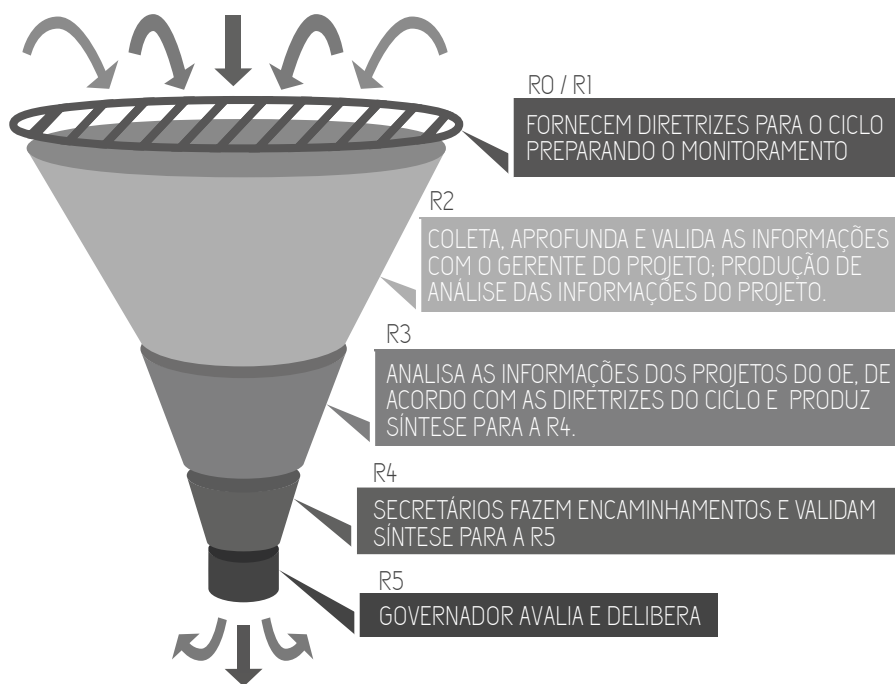 R0 / R1
FORNECEM DIRETRIZES PARA O CICLO
PREPARANDO O MONITORAMENTO
R2
COLETA, APROFUNDA E VALIDA AS INFORMAÇÕES
COM O GERENTE DO PROJETO; PRODUÇÃO DE
ANÁLISE DAS INFORMAÇÕES DO PROJETO.
R3
ANALISA AS INFORMAÇÕES DOS PROJETOS DO OE, DE
ACORDO COM AS DIRETRIZES DO CICLO E PRODUZ
SÍNTESE PARA A R4.
R4
SECRETÁRIOS FAZEM ENCAMINHAMENTOS E VALIDAM
SÍNTESE PARA A R5
R5
GOVERNADOR AVALIA E DELIBERA